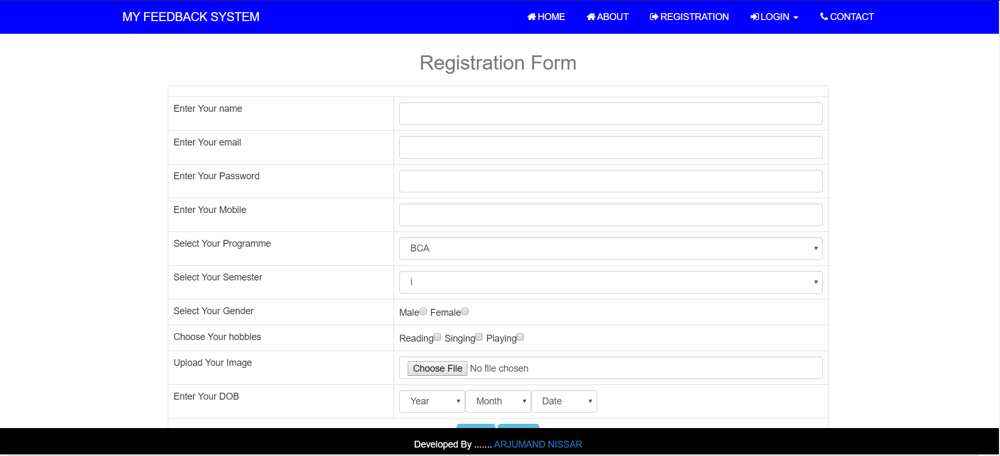 MY FEEDBACK SYSTEM HOME ABOUT REGISTRATION LOGIN CONTACT
Registration Form
Enter Your name
Enter Your email
Enter Your Password
Enter Your Mobile
Select Your Programme BCA
Select Your Semester i
Select Your Gender Male Female
Choose Your hobbies Reading Singing Playing
Upload Your Image Choose File No file chosen
Enter Your DOB Year Month Date
Developed By ....... ARJUMAND NISSAR